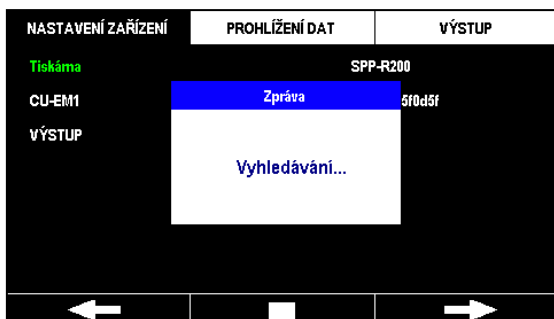 NASTAVENÍ ZAŘÍZENÍ PROHLÍŽENÍ DAT VÝSTUP
Tiskárna SPP-R200
CU-EM1 5f0d5f
VÝSTUP
Zpráva
Vyhledávání...